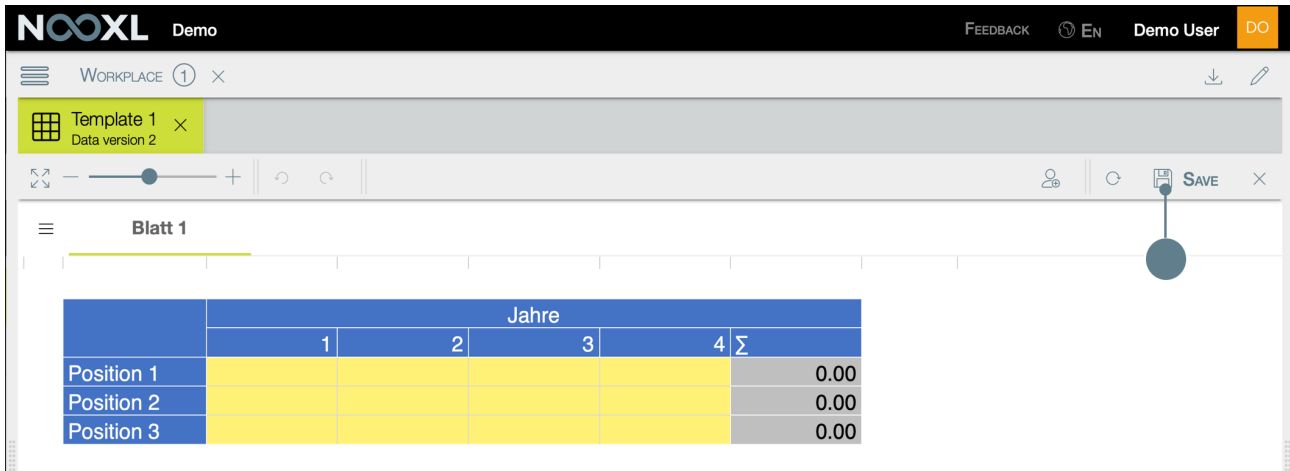 NOOXL Demo FEEDBACK EN Demo User DO
WORKPLACE 1
Template 1
Data version 2
SAVE
Blatt 1
Jahre
1 2 3 4 Σ
Position 1 0.00
Position 2 0.00
Position 3 0.00